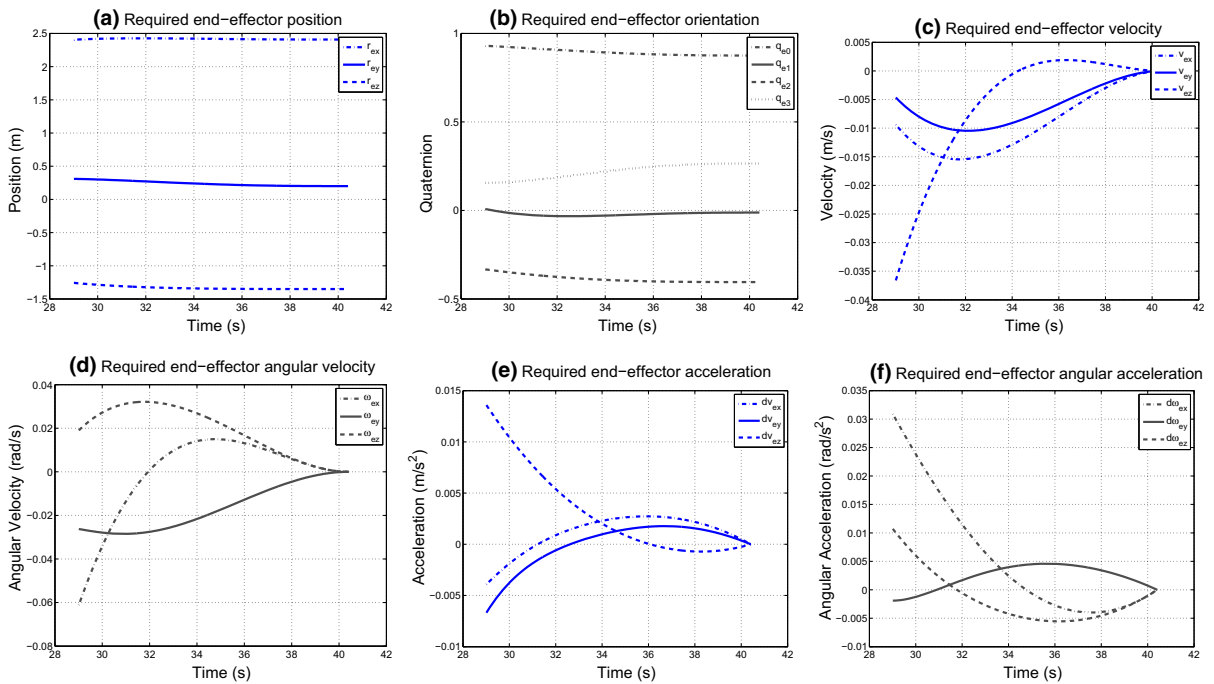 (a) Required end−effector position
2.5
2
1.5
1
0.5
0
−0.5
−1
−1.5
Position (m)
28 30 32 34 36 38 40 42
Time (s)
r_ex
r_ey
r_ez
(b) Required end−effector orientation
1
0.5
0
−0.5
Quaternion
28 30 32 34 36 38 40 42
Time (s)
q_e0
q_e1
q_e2
q_e3
(c) Required end−effector velocity
0.005
0
−0.005
−0.01
−0.015
−0.02
−0.025
−0.03
−0.035
−0.04
Velocity (m/s)
28 30 32 34 36 38 40 42
Time (s)
v_ex
v_ey
v_ez
(d) Required end−effector angular velocity
0.04
0.02
0
−0.02
−0.04
−0.06
−0.08
Angular Velocity (rad/s)
28 30 32 34 36 38 40 42
Time (s)
ω_ex
ω_ey
ω_ez
(e) Required end−effector acceleration
0.015
0.01
0.005
0
−0.005
−0.01
Acceleration (m/s²)
28 30 32 34 36 38 40 42
Time (s)
dv_ex
dv_ey
dv_ez
(f) Required end−effector angular acceleration
0.035
0.03
0.025
0.02
0.015
0.01
0.005
0
−0.005
−0.01
Angular Acceleration (rad/s²)
28 30 32 34 36 38 40 42
Time (s)
dω_ex
dω_ey
dω_ez